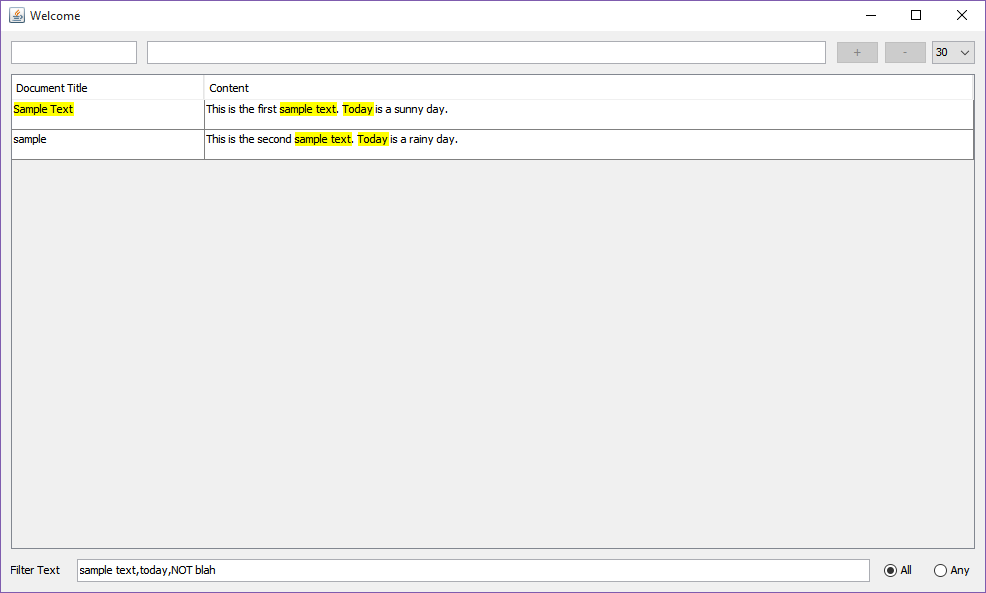 Welcome
+ - 30
Document Title Content
Sample Text This is the first sample text. Today is a sunny day.
sample This is the second sample text. Today is a rainy day.
Filter Text sample text,today,NOT blah All Any